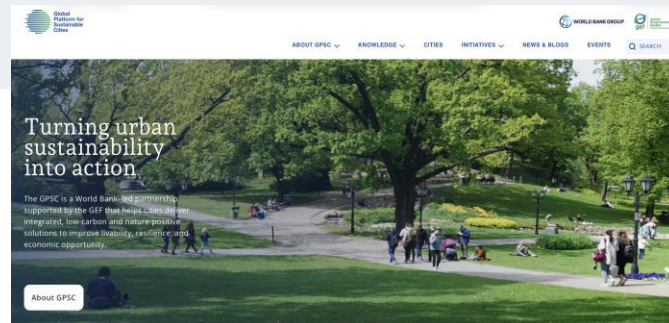 Global
Platform for
Sustainable
Cities
WORLD BANK GROUP
gef
ABOUT GPSC
KNOWLEDGE
CITIES
INITIATIVES
NEWS & BLOGS
EVENTS
SEARCH
Turning urban
sustainability
into action
The GPSC is a World Bank-led partnership
supported by the GEF that helps cities deliver
integrated, low-carbon and nature-positive
solutions to improve livability, resilience, and
economic opportunity.
About GPSC